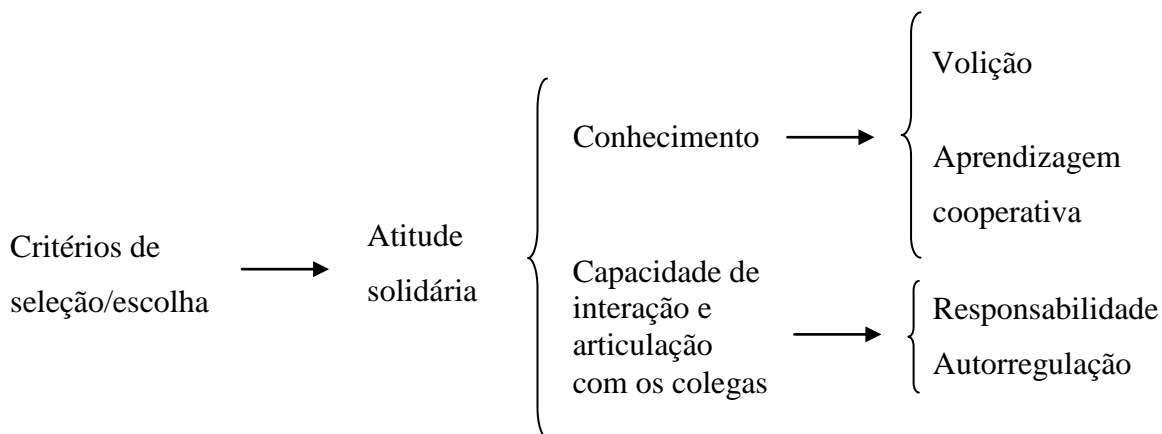 Critérios de
seleção/escolha
Atitude
solidária
Conhecimento
Volição
Aprendizagem
cooperativa
Capacidade de
interação e
articulação
com os colegas
Responsabilidade
Autorregulação